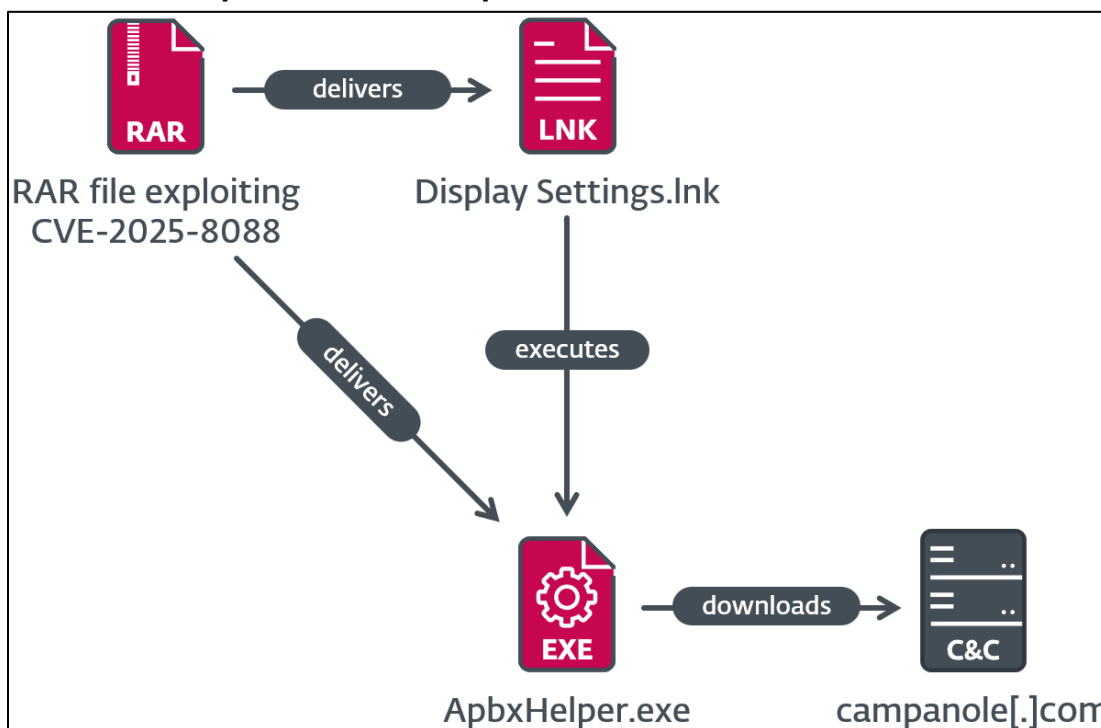 RAR
delivers
LNK
RAR file exploiting
CVE-2025-8088
Display Settings.lnk
executes
delivers
EXE
downloads
C&C
ApbxHelper.exe
campanole[.]com